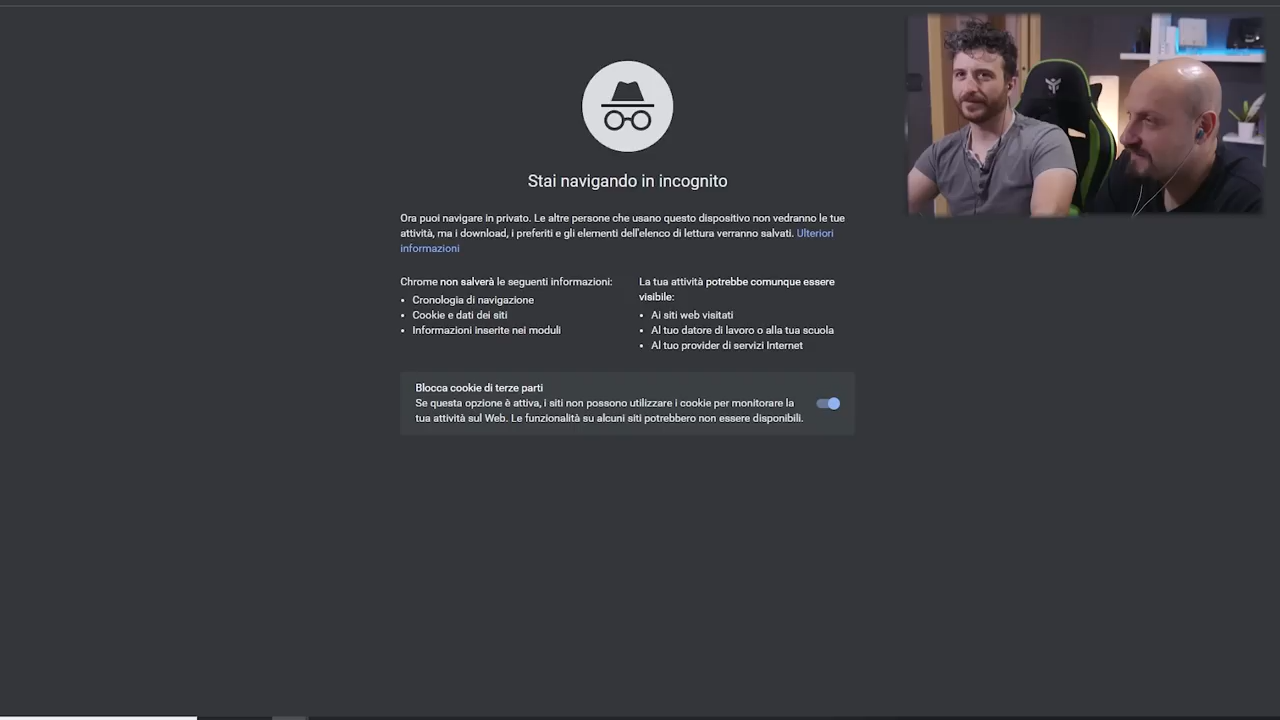 Stai navigando in incognito
Ora puoi navigare in privato. Le altre persone che usano questo dispositivo non vedranno le tue
attività, ma i download, i preferiti e gli elementi dell'elenco di lettura verranno salvati. Ulteriori
informazioni
Chrome non salverà le seguenti informazioni:
• Cronologia di navigazione
• Cookie e dati dei siti
• Informazioni inserite nei moduli
La tua attività potrebbe comunque essere
visibile:
• Ai siti web visitati
• Al tuo datore di lavoro o alla tua scuola
• Al tuo provider di servizi Internet
Blocca cookie di terze parti
Se questa opzione è attiva, i siti non possono utilizzare i cookie per monitorare la
tua attività sul Web. Le funzionalità su alcuni siti potrebbero non essere disponibili.